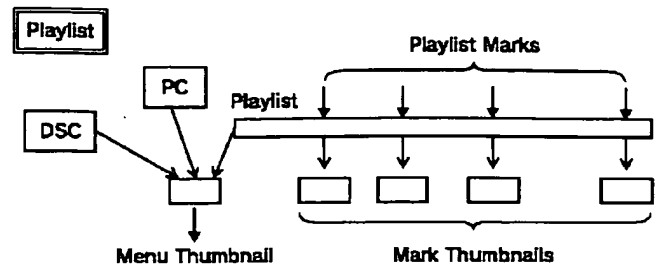 Playlist
Playlist Marks
PC
Playlist
DSC
Menu Thumbnail
Mark Thumbnails